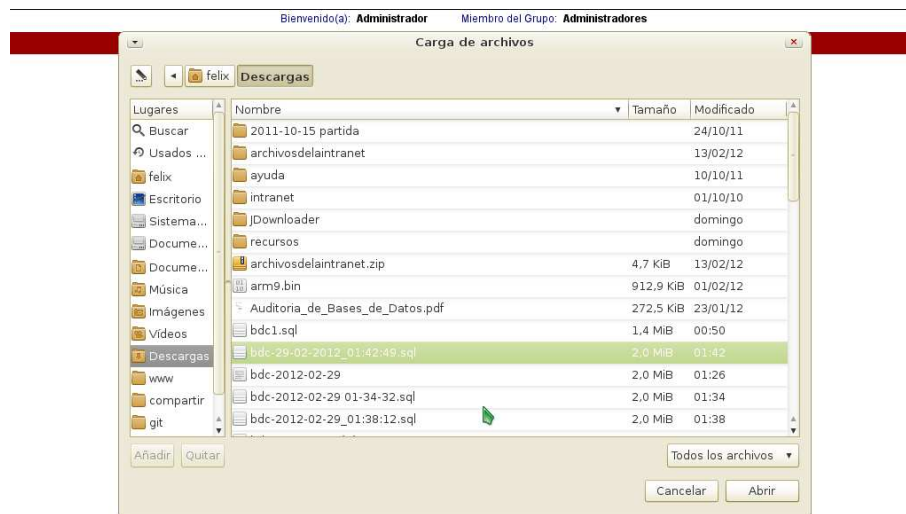 Bienvenido(a): Administrador Miembro del Grupo: Administradores
Carga de archivos
felix Descargas
Lugares Nombre Tamaño Modificado
Buscar 2011-10-15 partida 24/10/11
Usados ... archivosdelaintranet 13/02/12
felix ayuda 10/10/11
Escritorio intranet 01/10/10
Sistema... JDownloader domingo
Docume... recursos domingo
Docume... archivosdelaintranet.zip 4,7 KiB 13/02/12
Música arm9.bin 912,9 KiB 01/02/12
Imágenes Auditoria_de_Bases_de_Datos.pdf 272,5 KiB 23/01/12
Vídeos bdc1.sql 1,4 MiB 00:50
Descargas bdc-29-02-2012_01:42:49.sql 2,0 MiB 01:42
www bdc-2012-02-29 2,0 MiB 01:26
compartir bdc-2012-02-29 01-34-32.sql 2,0 MiB 01:34
git bdc-2012-02-29_01:38:12.sql 2,0 MiB 01:38
Añadir Quitar Todos los archivos
Cancelar Abrir